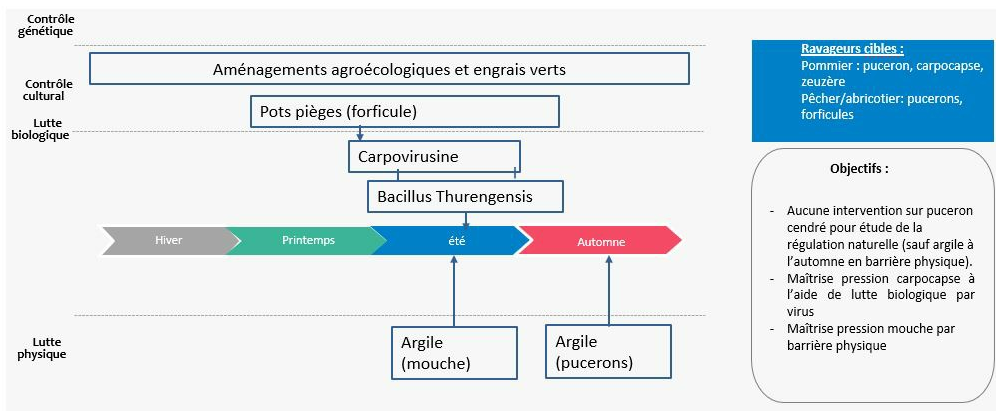 Contrôle
génétique
Aménagements agroécologiques et engrais verts
Contrôle
cultural
Pots pièges (forficule)
Lutte
biologique
Carpovirusine
Bacillus Thurengensis
Hiver
Printemps
été
Automne
Lutte
physique
Argile
(mouche)
Argile
(pucerons)
Ravageurs cibles :
Pommier : puceron, carpocapse,
zeuzère
Pêcher/abricotier: pucerons,
forficules
Objectifs :
- Aucune intervention sur puceron
cendré pour étude de la
régulation naturelle (sauf argile à
l’automne en barrière physique).
- Maîtrise pression carpocapse à
l’aide de lutte biologique par
virus
- Maîtrise pression mouche par
barrière physique